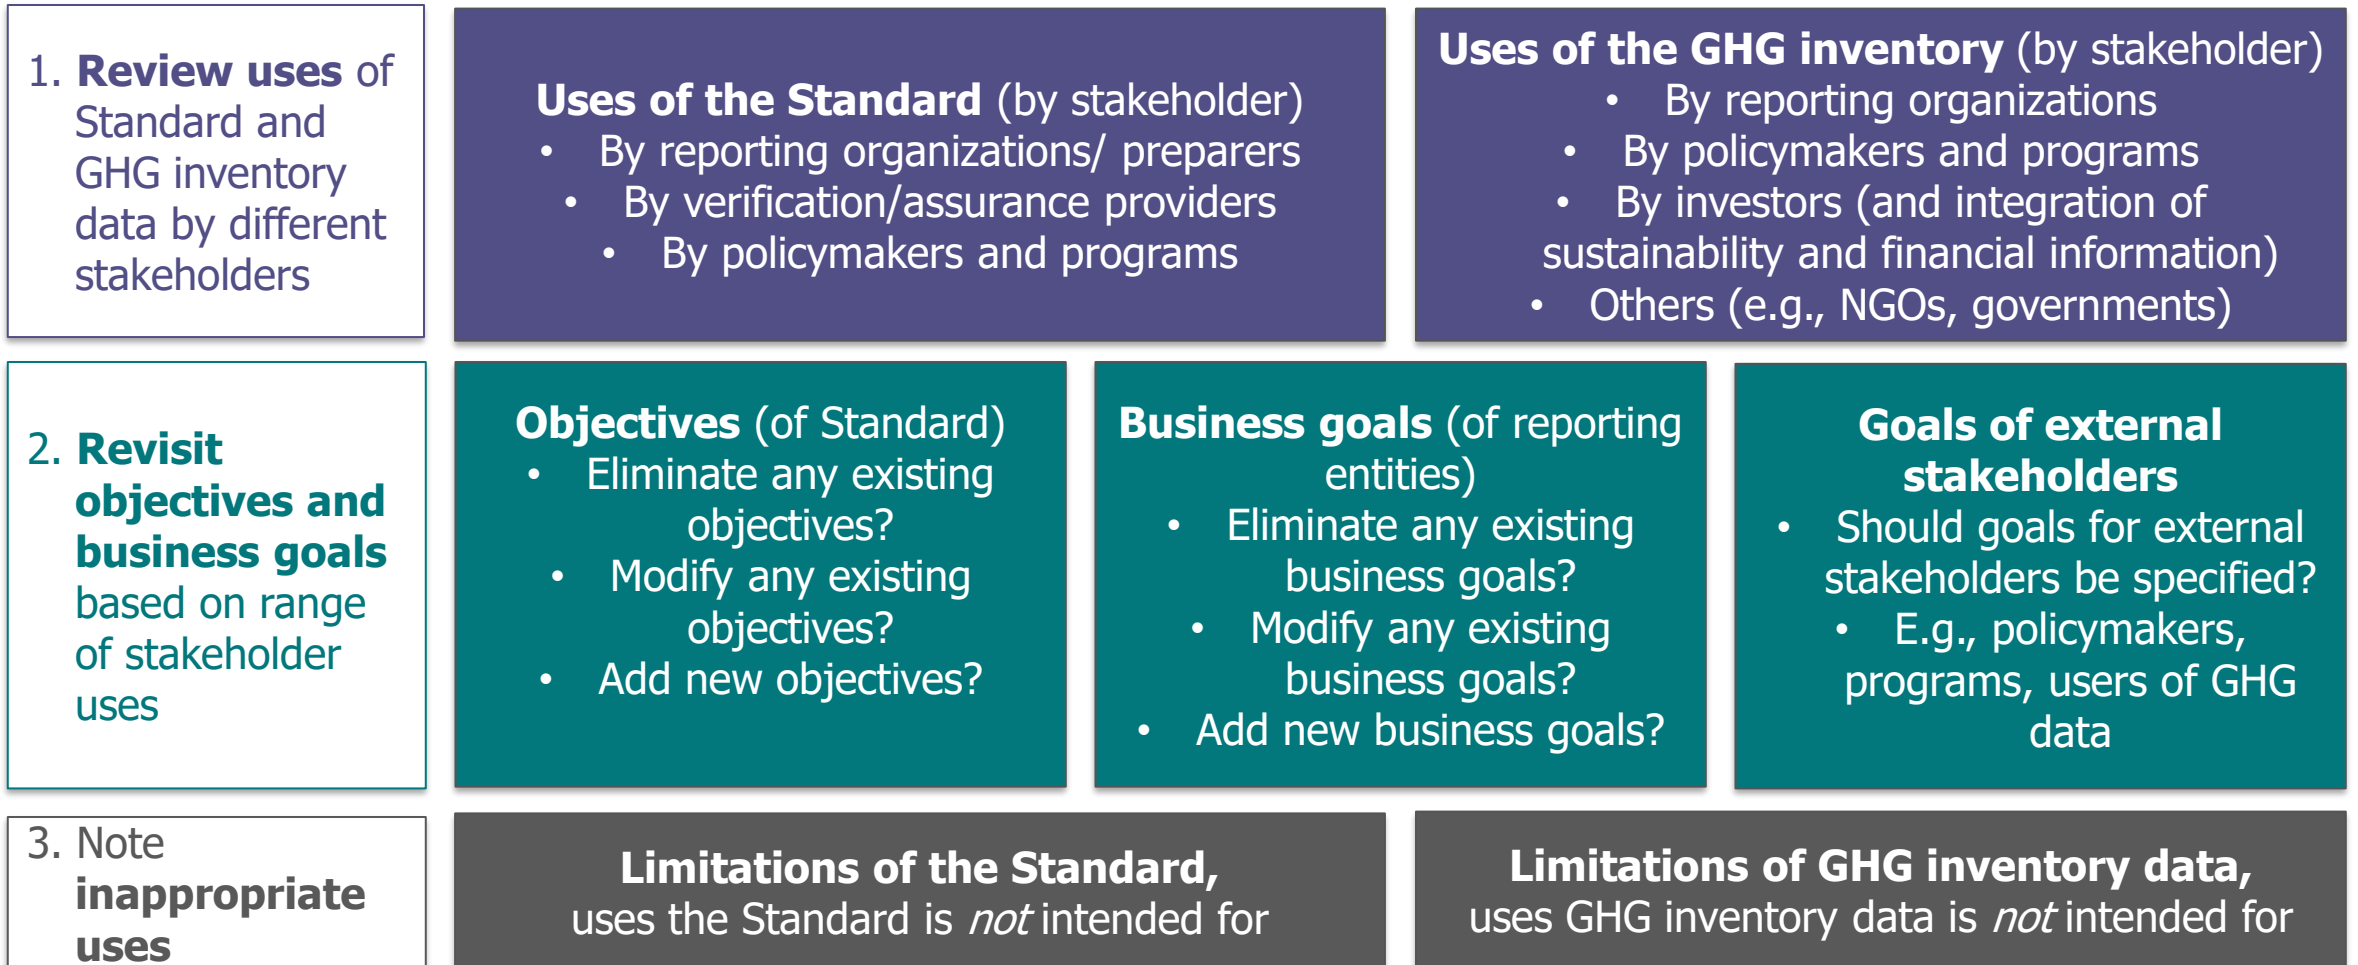 1. Review uses of
Standard and
GHG inventory
data by different
stakeholders
Uses of the Standard (by stakeholder)
• By reporting organizations/ preparers
• By verification/assurance providers
• By policymakers and programs
Uses of the GHG inventory (by stakeholder)
• By reporting organizations
• By policymakers and programs
• By investors (and integration of
sustainability and financial information)
• Others (e.g., NGOs, governments)
2. Revisit
objectives and
business goals
based on range
of stakeholder
uses
Objectives (of Standard)
• Eliminate any existing
objectives?
• Modify any existing
objectives?
• Add new objectives?
Business goals (of reporting
entities)
• Eliminate any existing
business goals?
• Modify any existing
business goals?
• Add new business goals?
Goals of external
stakeholders
• Should goals for external
stakeholders be specified?
• E.g., policymakers,
programs, users of GHG
data
3. Note
inappropriate
uses
Limitations of the Standard,
uses the Standard is not intended for
Limitations of GHG inventory data,
uses GHG inventory data is not intended for